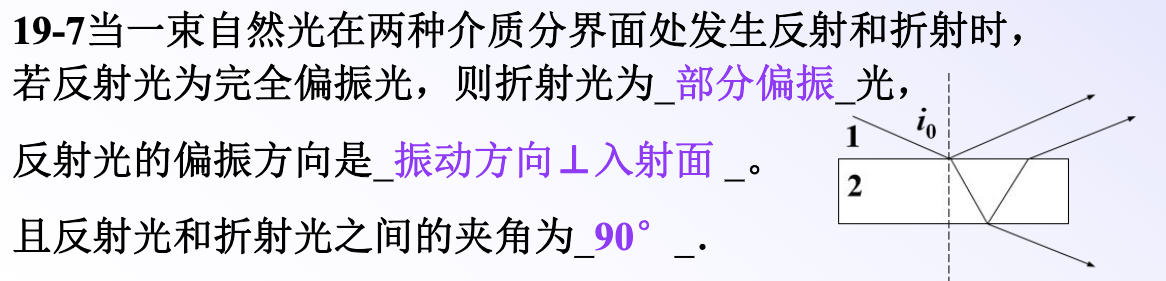 19-7当一束自然光在两种介质分界面处发生反射和折射时，
若反射光为完全偏振光，则折射光为_部分偏振_光，
反射光的偏振方向是_振动方向⊥入射面 _。
且反射光和折射光之间的夹角为_90° _.
i₀
1
2